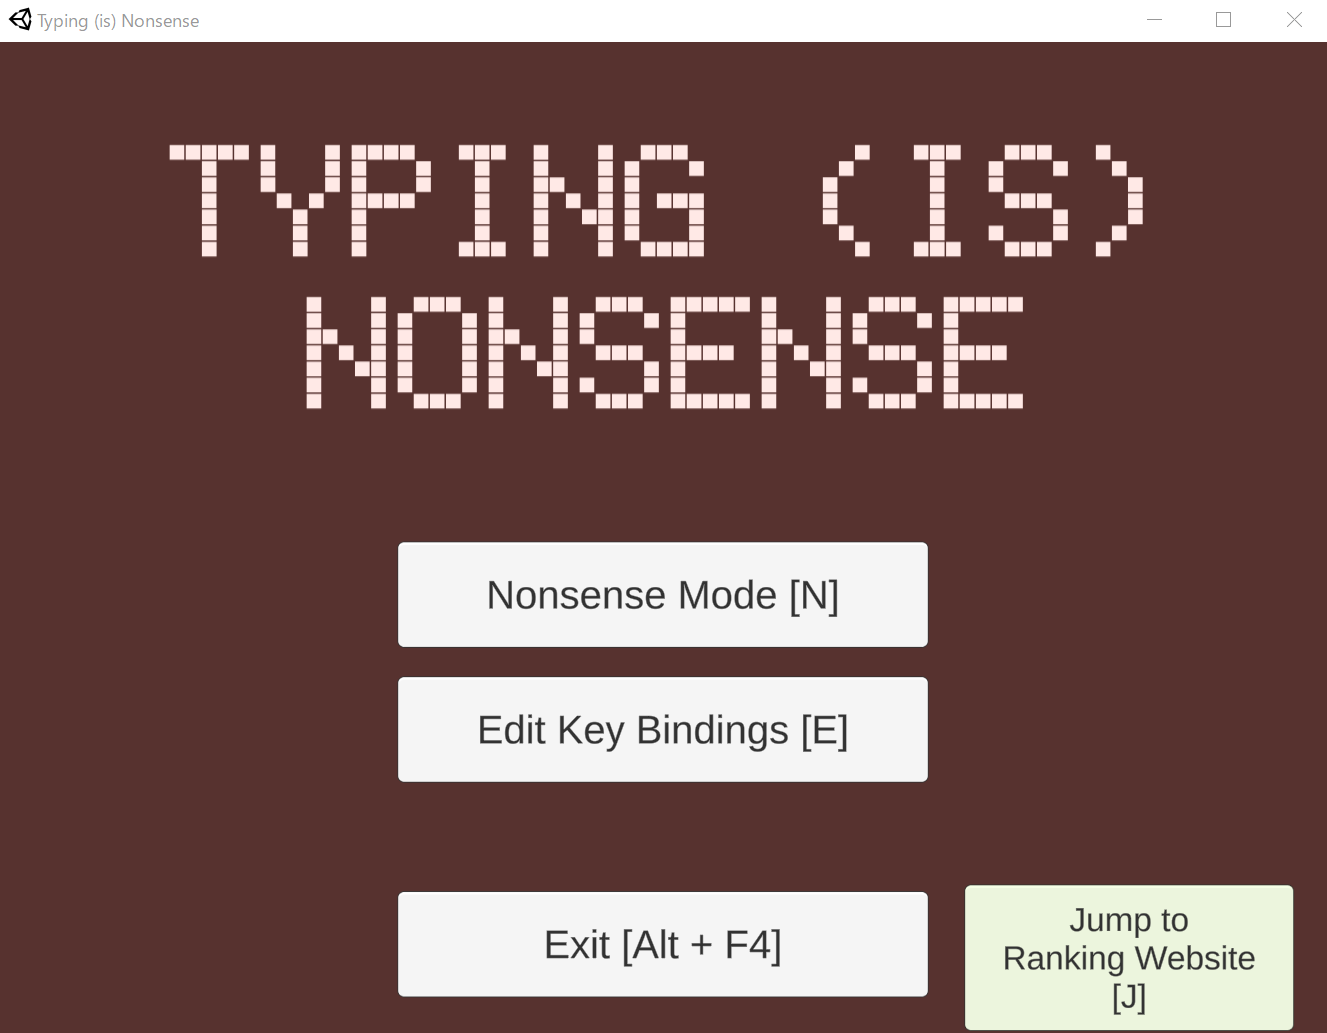 Typing (is) Nonsense
TYPING (IS)
NONSENSE
Nonsense Mode [N]
Edit Key Bindings [E]
Exit [Alt + F4]
Jump to
Ranking Website
[J]